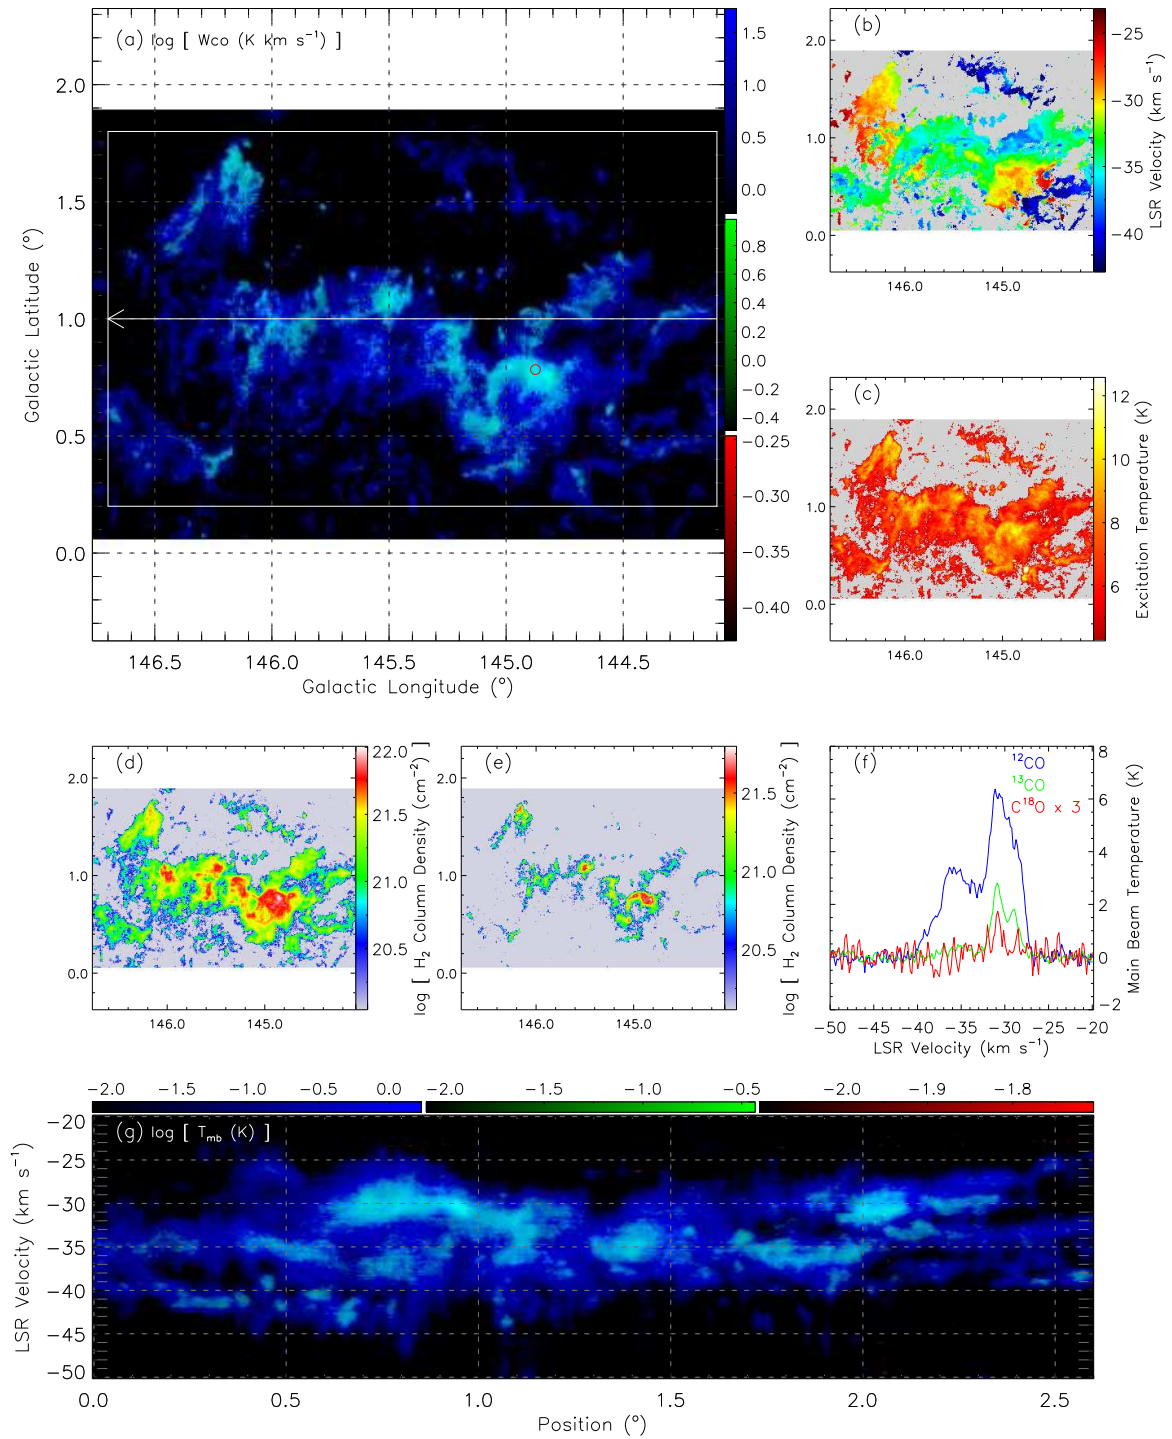 (a) log [ Wco (K km s⁻¹) ]
2.0
1.5
1.0
0.5
0.0
Galactic Latitude (°)
146.5 146.0 145.5 145.0 144.5
Galactic Longitude (°)
1.5
1.0
0.5
0.0
0.8
0.6
0.4
0.2
0.0
−0.2
−0.4
−0.25
−0.30
−0.35
−0.40
(b)
2.0
1.0
0.0
146.0 145.0
−25
−30
−35
−40
LSR Velocity (km s⁻¹)
(c)
2.0
1.0
0.0
146.0 145.0
12
10
8
6
Excitation Temperature (K)
(d)
2.0
1.0
0.0
146.0 145.0
22.0
21.5
21.0
20.5
log [ H₂ Column Density (cm⁻²) ]
(e)
2.0
1.0
0.0
146.0 145.0
21.5
21.0
20.5
log [ H₂ Column Density (cm⁻²) ]
(f)
¹²CO
¹³CO
C¹⁸O x 3
8
6
4
2
0
−2
Main Beam Temperature (K)
−50 −45 −40 −35 −30 −25 −20
LSR Velocity (km s⁻¹)
−2.0 −1.5 −1.0 −0.5 0.0
−2.0 −1.5 −1.0 −0.5
−2.0 −1.9 −1.8
(g) log [ Tmb (K) ]
−20
−25
−30
−35
−40
−45
−50
LSR Velocity (km s⁻¹)
0.0 0.5 1.0 1.5 2.0 2.5
Position (°)